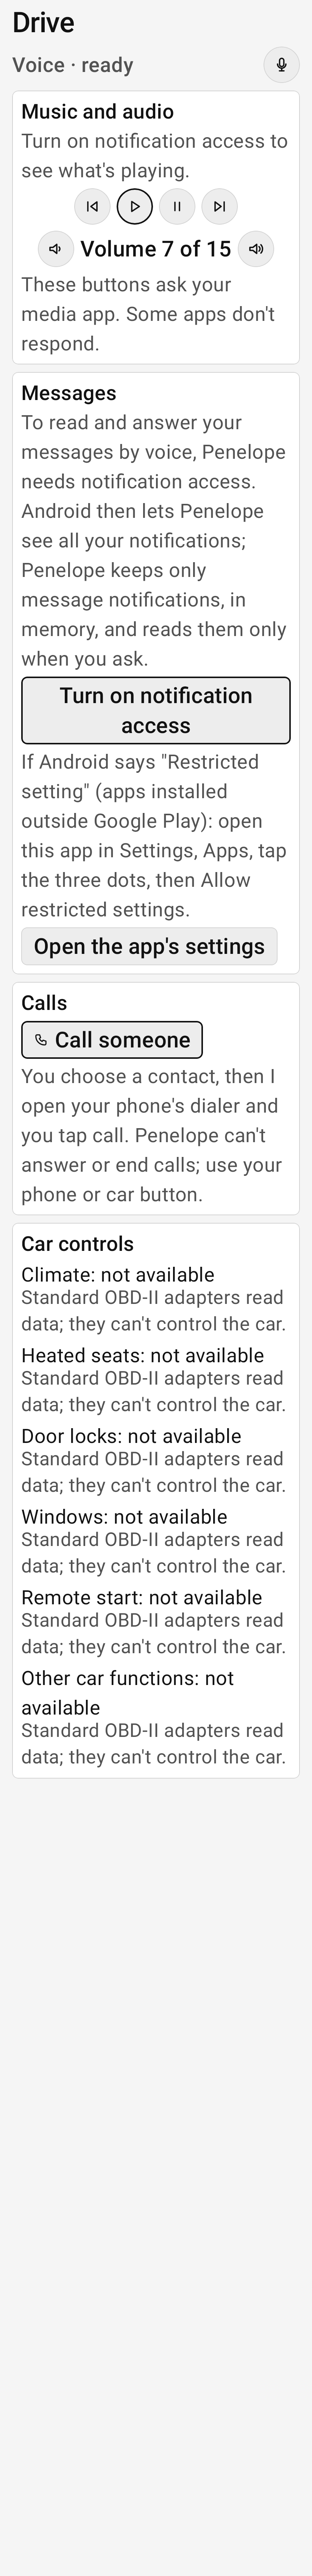 Drive
Voice · ready
Music and audio
Turn on notification access to
see what's playing.
Volume 7 of 15
These buttons ask your
media app. Some apps don't
respond.
Messages
To read and answer your
messages by voice, Penelope
needs notification access.
Android then lets Penelope
see all your notifications;
Penelope keeps only
message notifications, in
memory, and reads them only
when you ask.
Turn on notification
access
If Android says "Restricted
setting" (apps installed
outside Google Play): open
this app in Settings, Apps, tap
the three dots, then Allow
restricted settings.
Open the app's settings
Calls
Call someone
You choose a contact, then I
open your phone's dialer and
you tap call. Penelope can't
answer or end calls; use your
phone or car button.
Car controls
Climate: not available
Standard OBD-II adapters read
data; they can't control the car.
Heated seats: not available
Standard OBD-II adapters read
data; they can't control the car.
Door locks: not available
Standard OBD-II adapters read
data; they can't control the car.
Windows: not available
Standard OBD-II adapters read
data; they can't control the car.
Remote start: not available
Standard OBD-II adapters read
data; they can't control the car.
Other car functions: not
available
Standard OBD-II adapters read
data; they can't control the car.